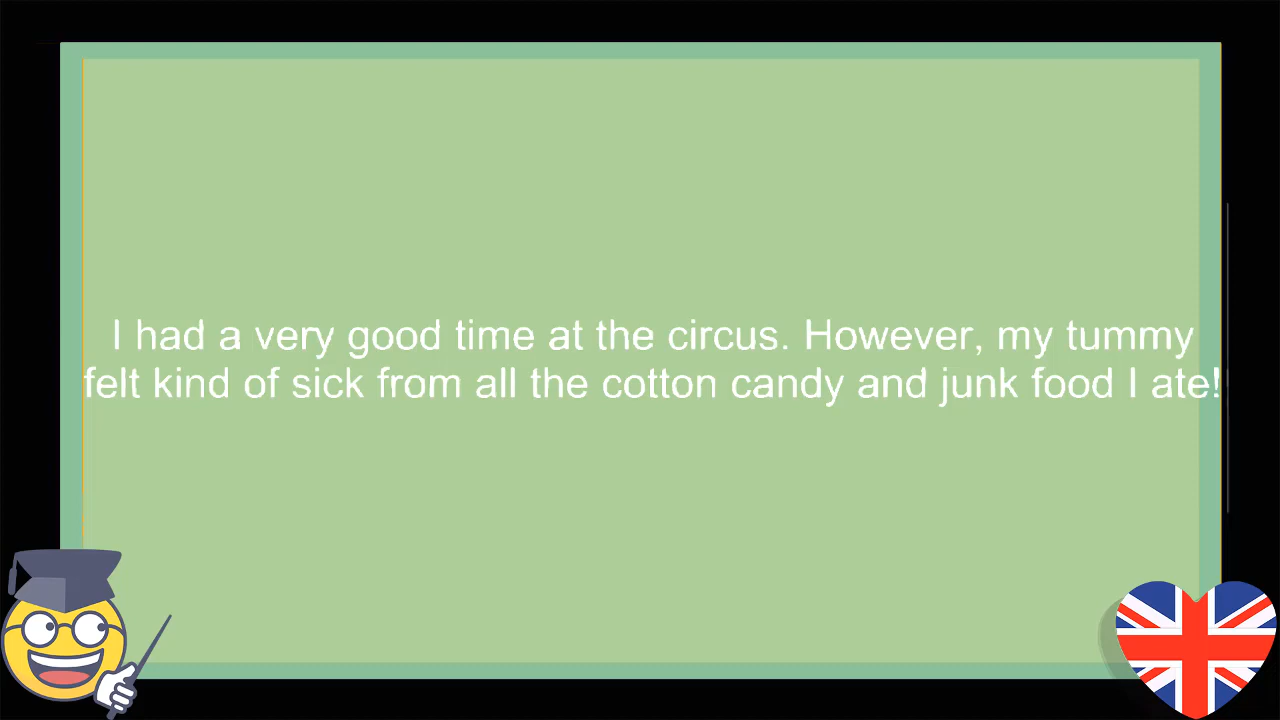 I had a very good time at the circus. However, my tummy
felt kind of sick from all the cotton candy and junk food I ate!